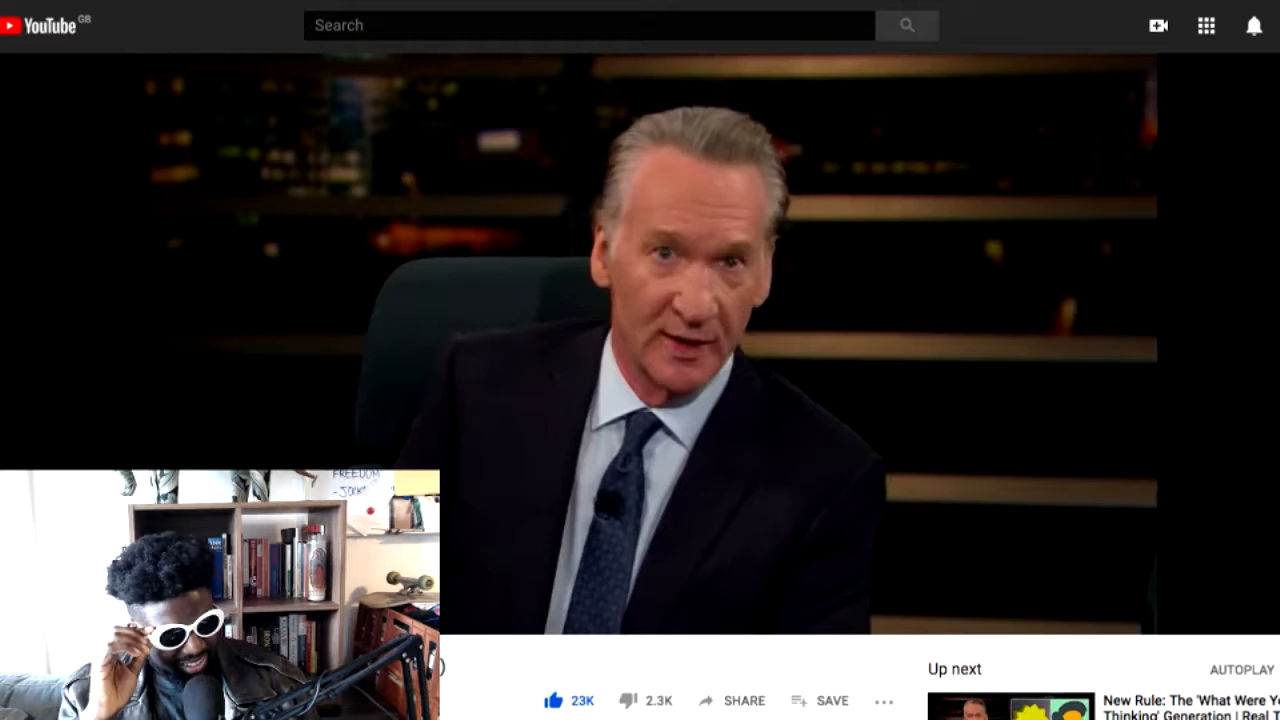 YouTube GB
Search
FREEDOM
Up next
AUTOPLAY
23K
2.3K
SHARE
SAVE
New Rule: The 'What Were Y
Thinking' Generation | Real T